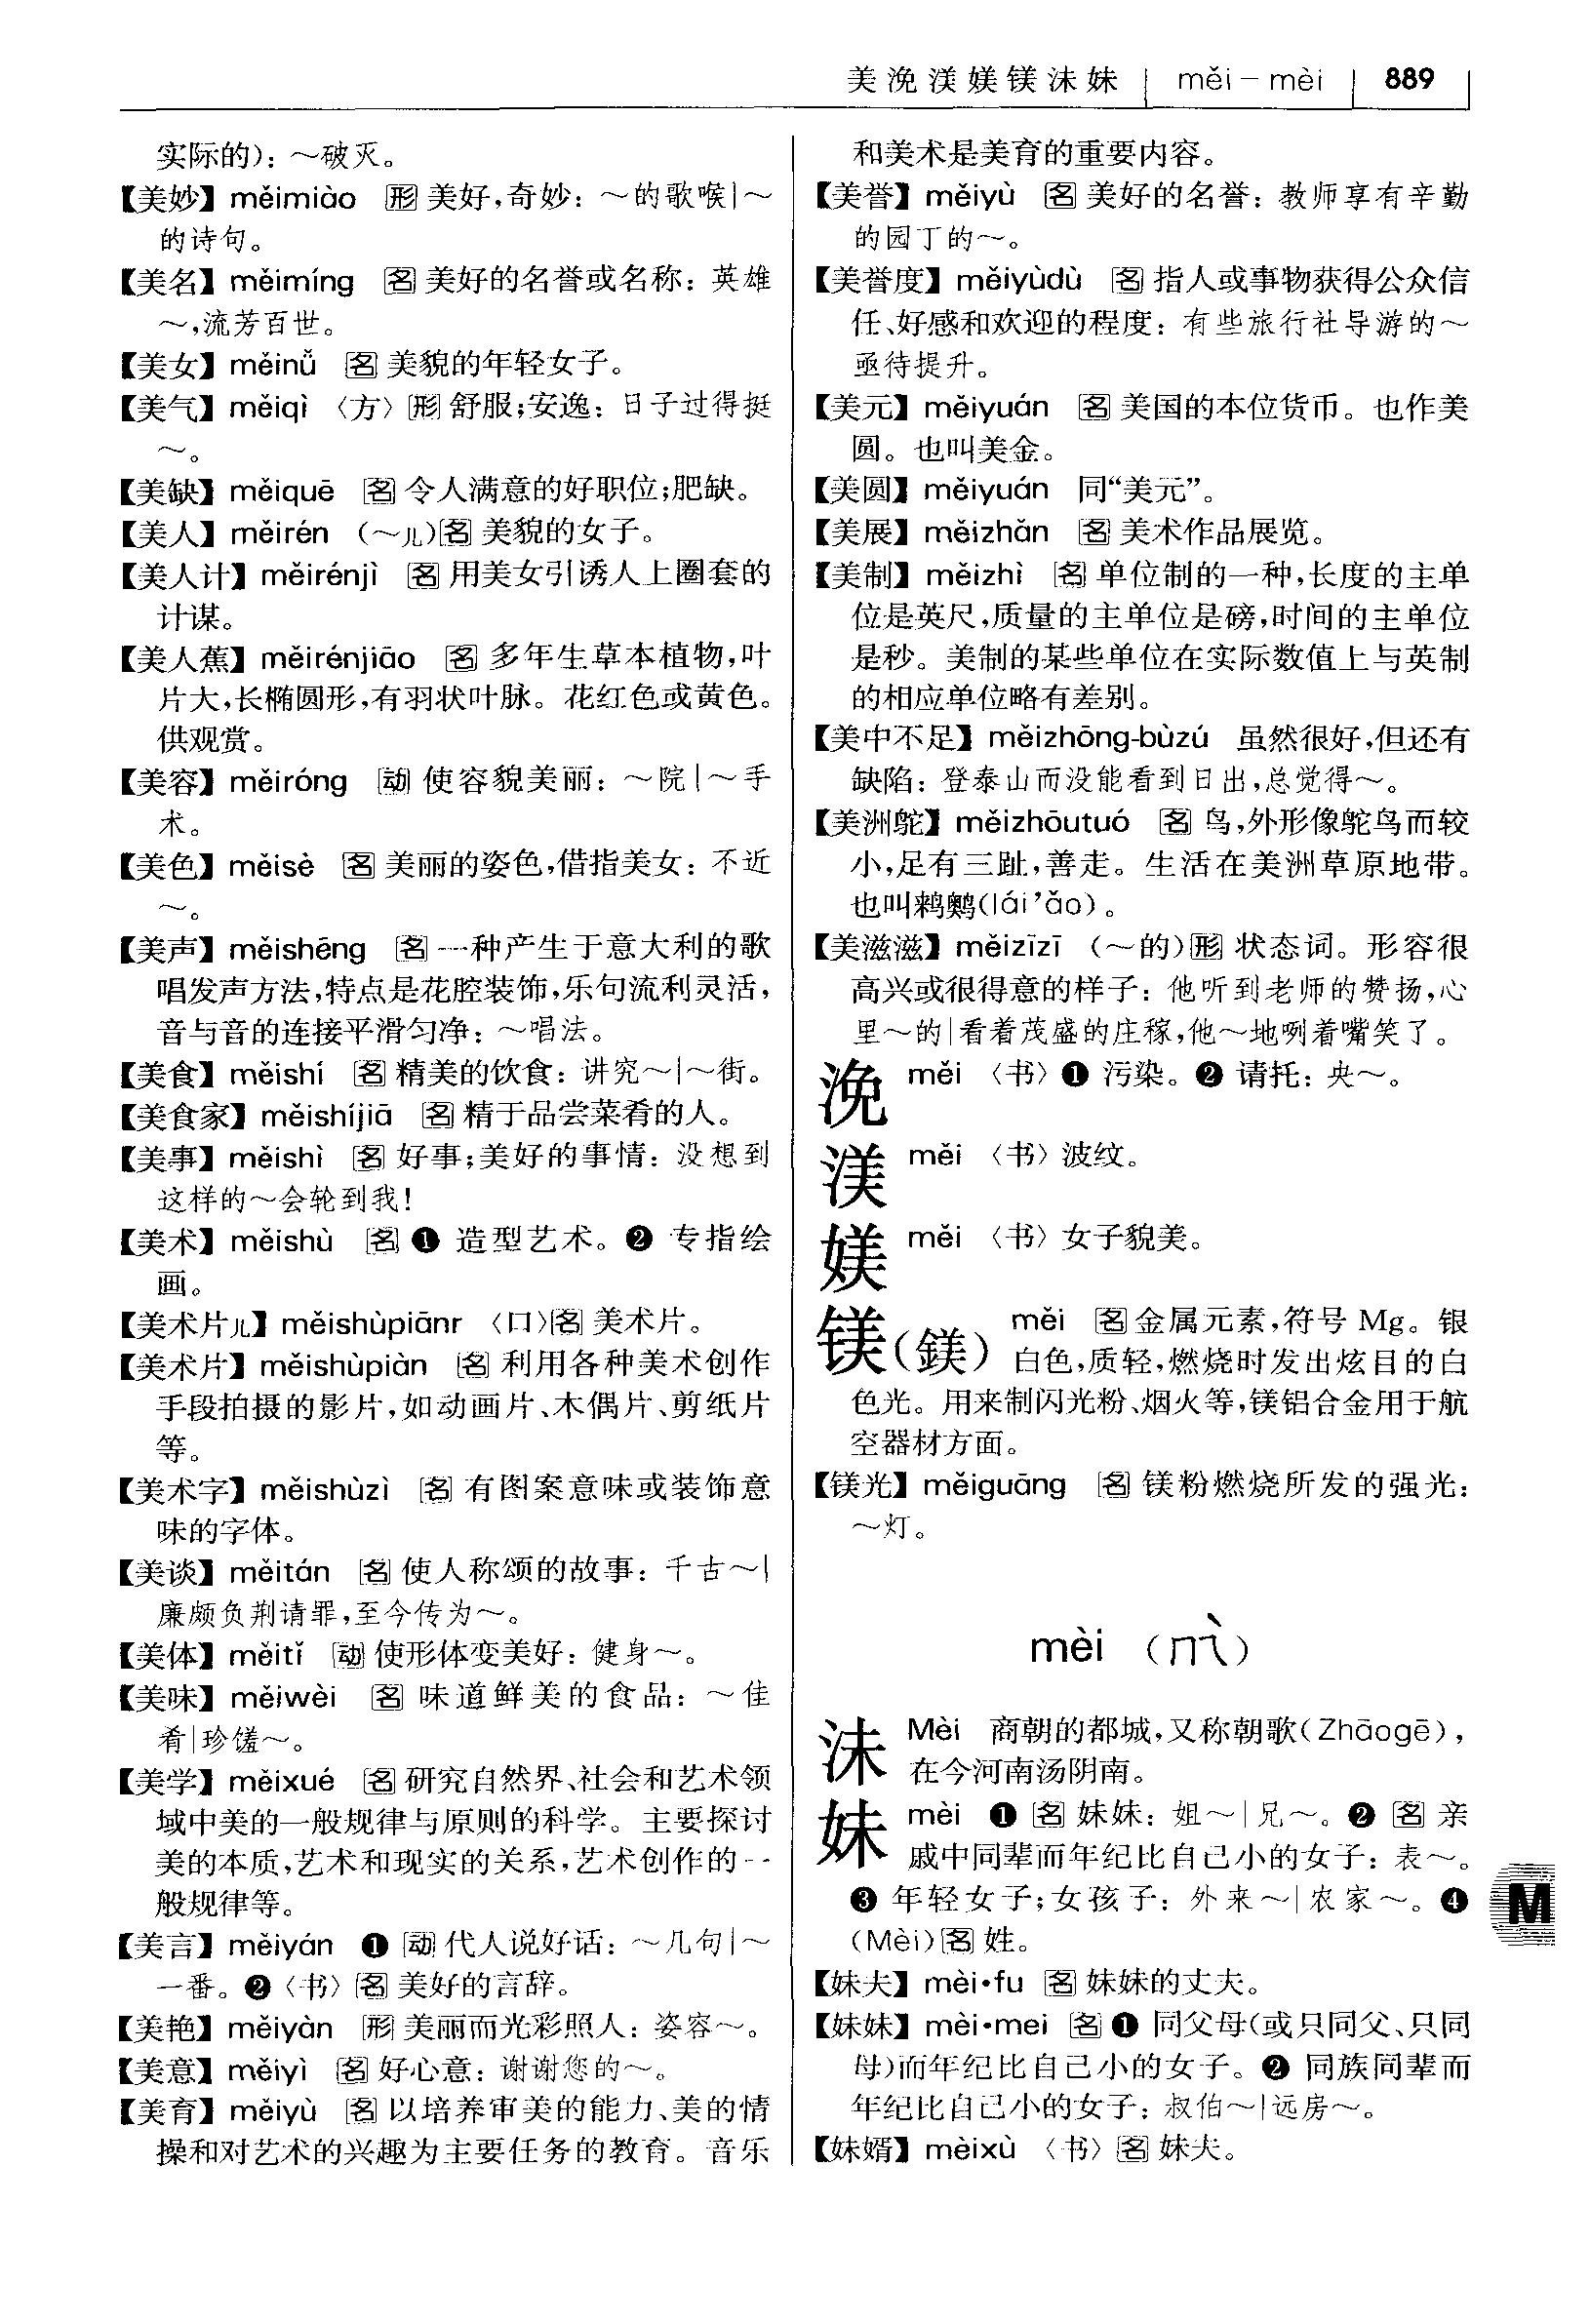 美浼渼媄镁沬妹 měi－mèi 889
实际的)：～破灭。
【美妙】měimiào 形 美好,奇妙：～的歌喉|～
的诗句。
【美名】měimíng 名 美好的名誉或名称：英雄
～,流芳百世。
【美女】měinǚ 名 美貌的年轻女子。
【美气】měiqì 〈方〉形 舒服;安逸：日子过得挺
～。
【美缺】měiquē 名 令人满意的好职位;肥缺。
【美人】měirén (～儿)名 美貌的女子。
【美人计】měirénjì 名 用美女引诱人上圈套的
计谋。
【美人蕉】měirénjiāo 名 多年生草本植物,叶
片大,长椭圆形,有羽状叶脉。花红色或黄色。
供观赏。
【美容】měiróng 动 使容貌美丽：～院|～手
术。
【美色】měisè 名 美丽的姿色,借指美女：不近
～。
【美声】měishēng 名 一种产生于意大利的歌
唱发声方法,特点是花腔装饰,乐句流利灵活,
音与音的连接平滑匀净：～唱法。
【美食】měishí 名 精美的饮食：讲究～|～街。
【美食家】měishíjiā 名 精于品尝菜肴的人。
【美事】měishì 名 好事;美好的事情：没想到
这样的～会轮到我!
【美术】měishù 名 ❶ 造型艺术。❷ 专指绘
画。
【美术片儿】měishùpiānr 〈口〉名 美术片。
【美术片】měishùpiàn 名 利用各种美术创作
手段拍摄的影片,如动画片、木偶片、剪纸片
等。
【美术字】měishùzì 名 有图案意味或装饰意
味的字体。
【美谈】měitán 名 使人称颂的故事：千古～|
廉颇负荆请罪,至今传为～。
【美体】měitǐ 动 使形体变美好：健身～。
【美味】měiwèi 名 味道鲜美的食品：～佳
肴|珍馐～。
【美学】měixué 名 研究自然界、社会和艺术领
域中美的一般规律与原则的科学。主要探讨
美的本质,艺术和现实的关系,艺术创作的一
般规律等。
【美言】měiyán ❶ 动 代人说好话：～几句|～
一番。❷〈书〉名 美好的言辞。
【美艳】měiyàn 形 美丽而光彩照人：姿容～。
【美意】měiyì 名 好心意：谢谢您的～。
【美育】měiyù 名 以培养审美的能力、美的情
操和对艺术的兴趣为主要任务的教育。音乐
和美术是美育的重要内容。
【美誉】měiyù 名 美好的名誉：教师享有辛勤
的园丁的～。
【美誉度】měiyùdù 名 指人或事物获得公众信
任、好感和欢迎的程度：有些旅行社导游的～
亟待提升。
【美元】měiyuán 名 美国的本位货币。也作美
圆。也叫美金。
【美圆】měiyuán 同“美元”。
【美展】měizhǎn 名 美术作品展览。
【美制】měizhì 名 单位制的一种,长度的主单
位是英尺,质量的主单位是磅,时间的主单位
是秒。美制的某些单位在实际数值上与英制
的相应单位略有差别。
【美中不足】měizhōng-bùzú 虽然很好,但还有
缺陷：登泰山而没能看到日出,总觉得～。
【美洲鸵】měizhōutuó 名 鸟,外形像鸵鸟而较
小,足有三趾,善走。生活在美洲草原地带。
也叫鶆䴈(lái’ǎo)。
【美滋滋】měizīzī (～的)形 状态词。形容很
高兴或很得意的样子：他听到老师的赞扬,心
里～的|看着茂盛的庄稼,他～地咧着嘴笑了。
浼 měi 〈书〉❶ 污染。❷ 请托：央～。
渼 měi 〈书〉波纹。
媄 měi 〈书〉女子貌美。
镁(鎂) měi 名 金属元素,符号 Mg。银
白色,质轻,燃烧时发出炫目的白
色光。用来制闪光粉、烟火等,镁铝合金用于航
空器材方面。
【镁光】měiguāng 名 镁粉燃烧所发的强光：
～灯。
mèi (ㄇㄟˋ)
沬 Mèi 商朝的都城,又称朝歌(Zhāogē),
在今河南汤阴南。
妹 mèi ❶ 名 妹妹：姐～|兄～。❷ 名 亲
戚中同辈而年纪比自己小的女子：表～。
❸ 年轻女子;女孩子：外来～|农家～。❹
(Mèi)名 姓。
【妹夫】mèi·fu 名 妹妹的丈夫。
【妹妹】mèi·mei 名 ❶ 同父母(或只同父、只同
母)而年纪比自己小的女子。❷ 同族同辈而
年纪比自己小的女子：叔伯～|远房～。
【妹婿】mèixù 〈书〉名 妹夫。
M